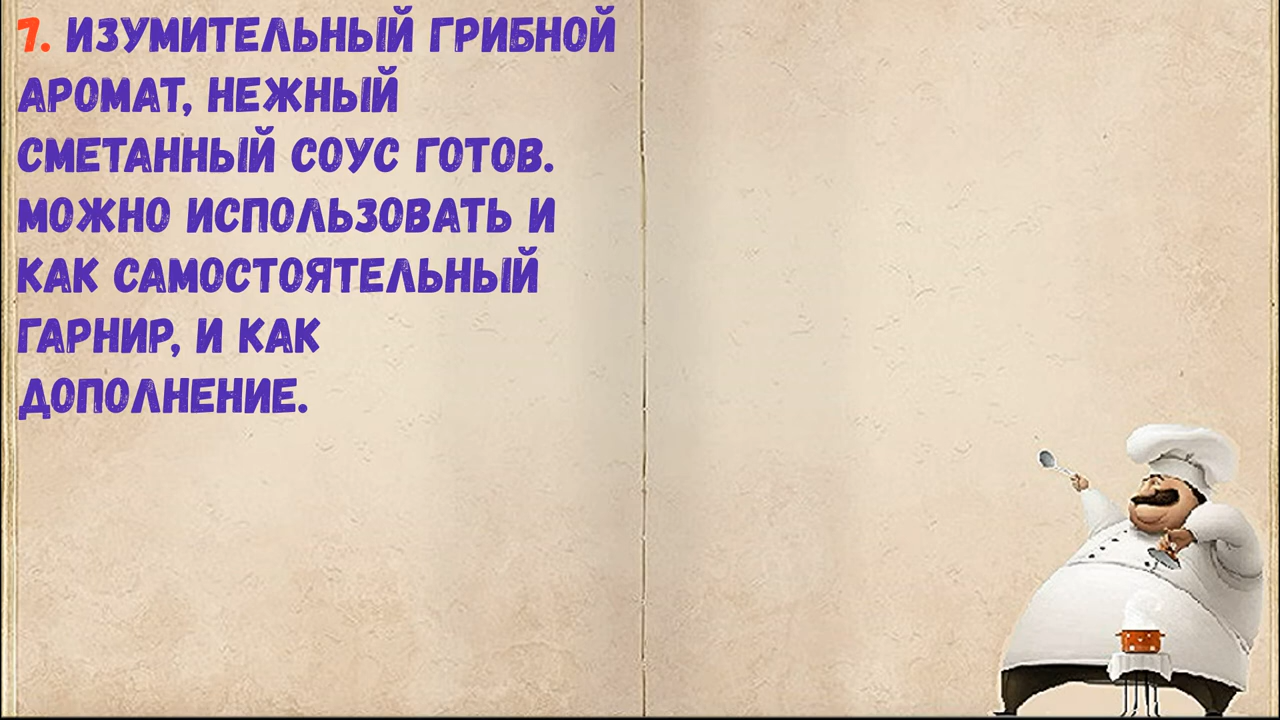 7. ИЗУМИТЕЛЬНЫЙ ГРИБНОЙ
АРОМАТ, НЕЖНЫЙ
СМЕТАННЫЙ СОУС ГОТОВ.
МОЖНО ИСПОЛЬЗОВАТЬ И
КАК САМОСТОЯТЕЛЬНЫЙ
ГАРНИР, И КАК
ДОПОЛНЕНИЕ.